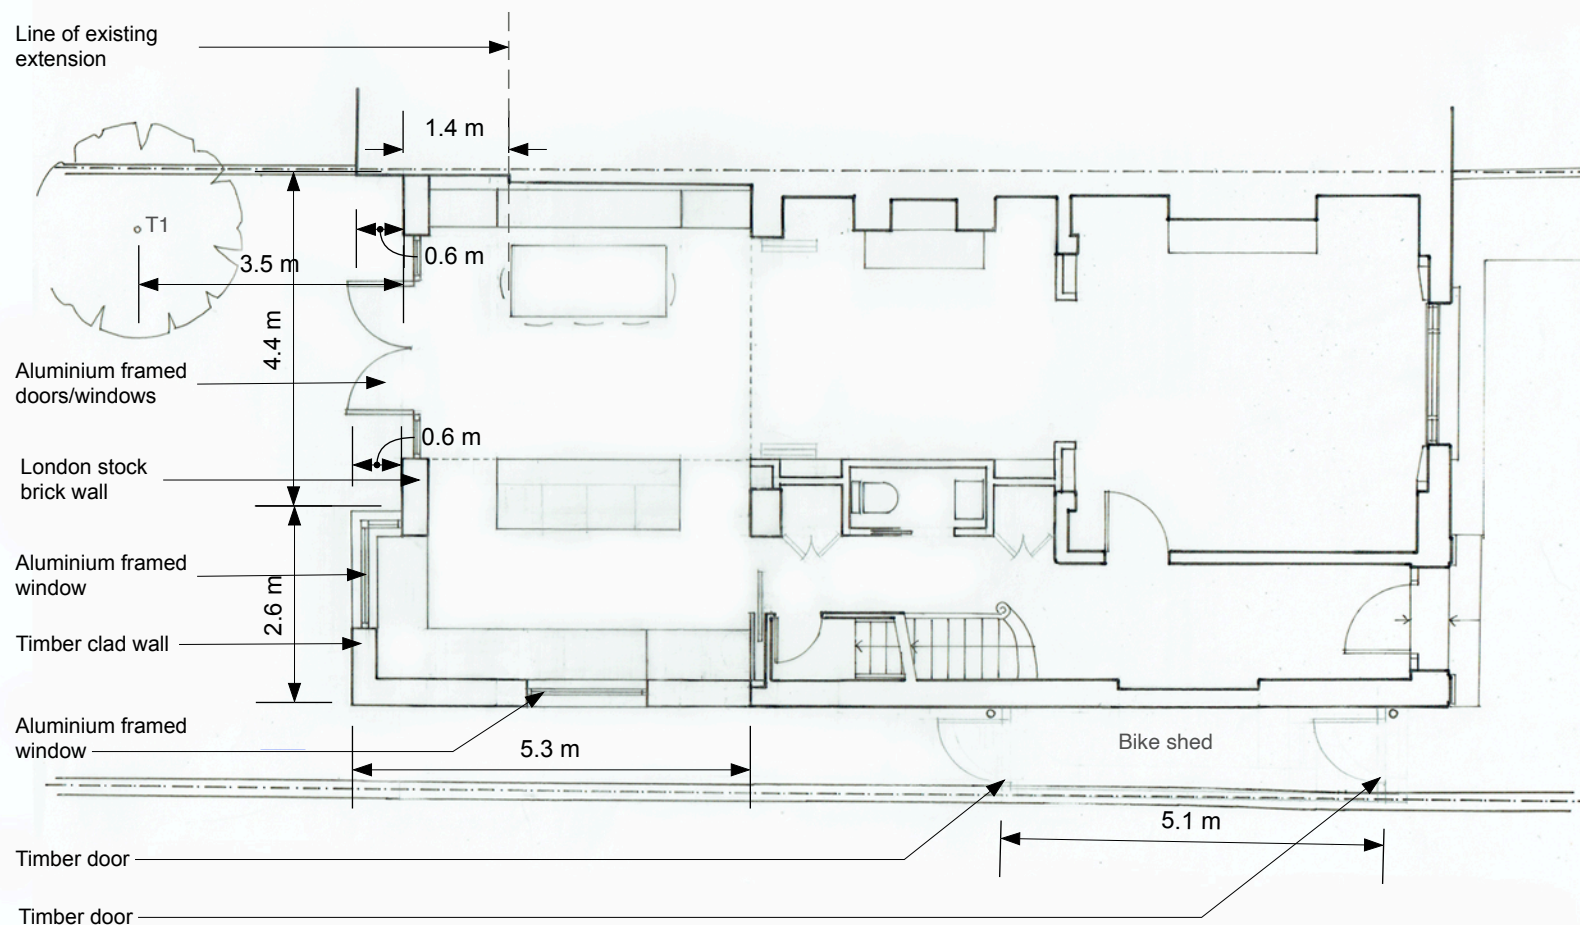 Line of existing
extension
1.4 m
T1
3.5 m
0.6 m
4.4 m
Aluminium framed
doors/windows
0.6 m
London stock
brick wall
Aluminium framed
window
2.6 m
Timber clad wall
Aluminium framed
window
5.3 m
Bike shed
5.1 m
Timber door
Timber door